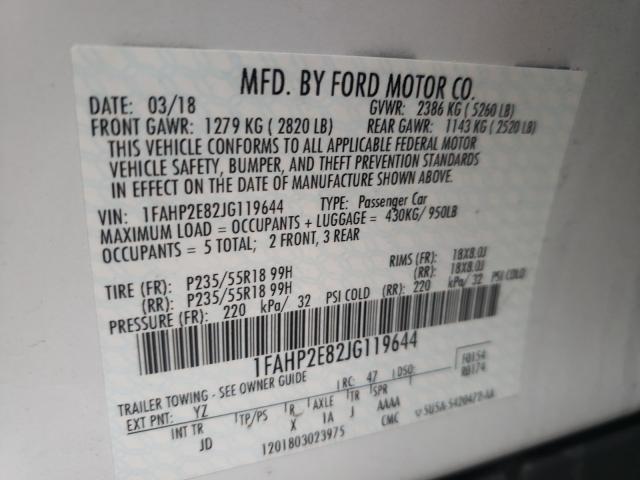 MFD. BY FORD MOTOR CO.
DATE: 03/18 GVWR: 2386 KG ( 5260 LB)
FRONT GAWR: 1279 KG ( 2820 LB) REAR GAWR: 1143 KG ( 2520 LB)
THIS VEHICLE CONFORMS TO ALL APPLICABLE FEDERAL MOTOR
VEHICLE SAFETY, BUMPER, AND THEFT PREVENTION STANDARDS
IN EFFECT ON THE DATE OF MANUFACTURE SHOWN ABOVE.
VIN: 1FAHP2E82JG119644 TYPE: Passenger Car
MAXIMUM LOAD = OCCUPANTS + LUGGAGE = 430KG/ 950LB
OCCUPANTS = 5 TOTAL; 2 FRONT, 3 REAR
TIRE (FR): P235/55R18 99H RIMS (FR): 18X8.0J
(RR): P235/55R18 99H (RR): 18X8.0J
PRESSURE (FR): 220 kPa/ 32 PSI COLD (RR): 220 kPa/ 32 PSI COLD
1FAHP2E82JG119644
F0154
R0174
TRAILER TOWING - SEE OWNER GUIDE
EXT PNT: YZ RC: 47 DSO:
INT TR TP/PS R AXLE TR SPR
JD X 1A J AAAA
1201803023975 CMC 5U5A-5420472-AA